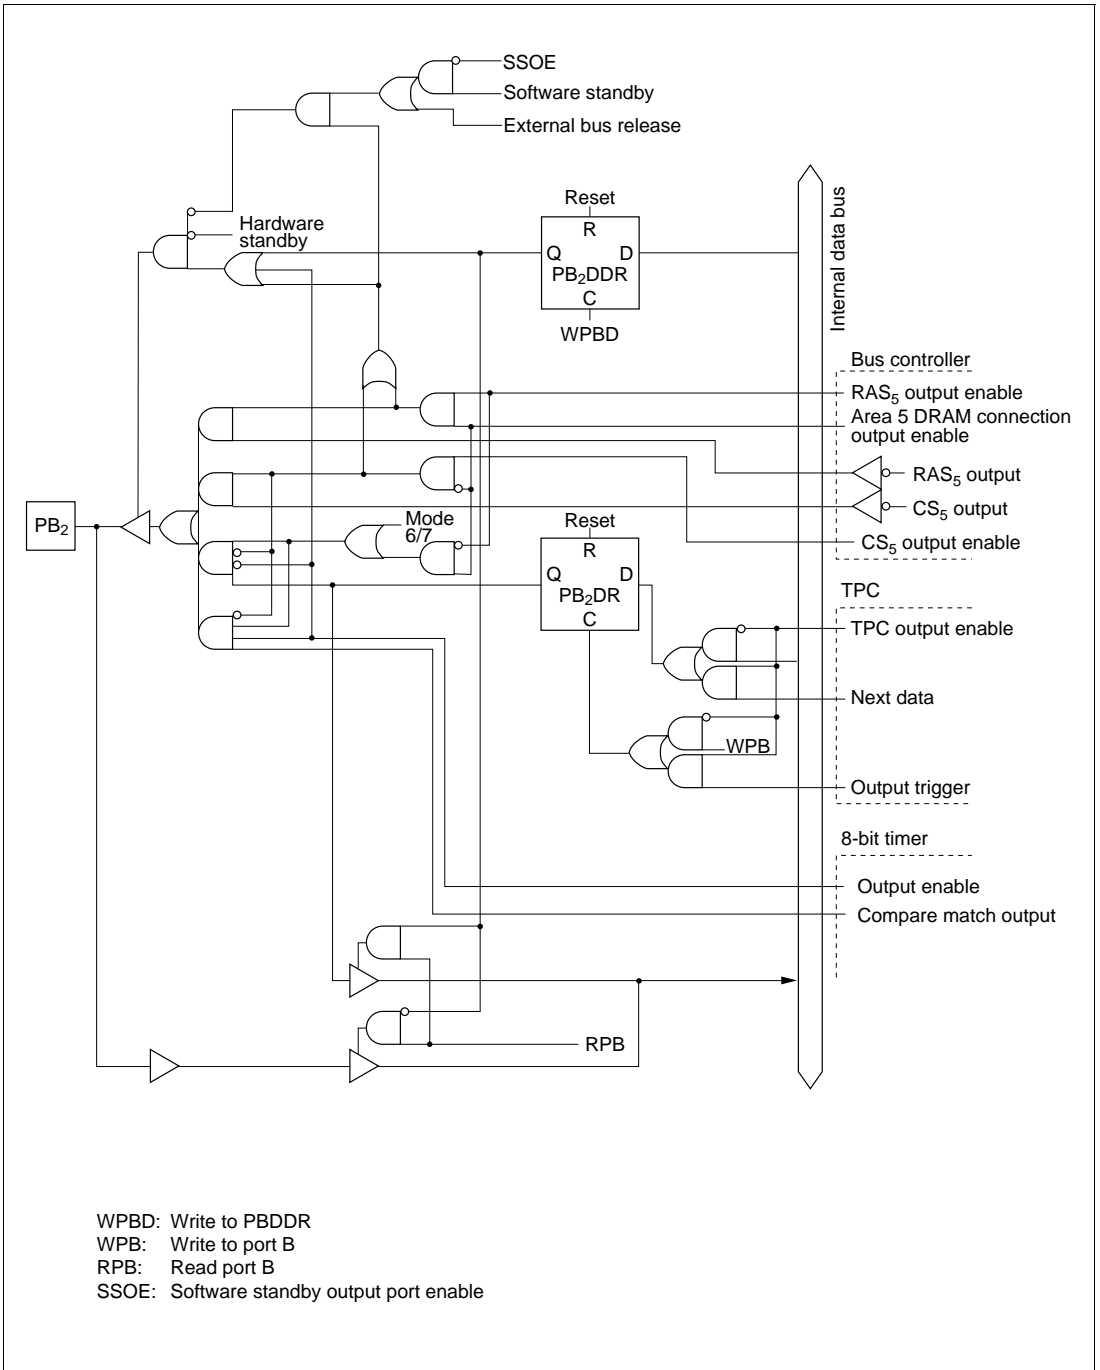 SSOE
Software standby
External bus release
Hardware
standby
Reset
R
Q D
PB₂DDR
C
WPBD
Internal data bus
Bus controller
RAS₅ output enable
Area 5 DRAM connection
output enable
RAS₅ output
CS₅ output
CS₅ output enable
PB₂
Mode
6/7
Reset
R
Q D
PB₂DR
C
TPC
TPC output enable
Next data
WPB
Output trigger
8-bit timer
Output enable
Compare match output
RPB
WPBD: Write to PBDDR
WPB: Write to port B
RPB: Read port B
SSOE: Software standby output port enable